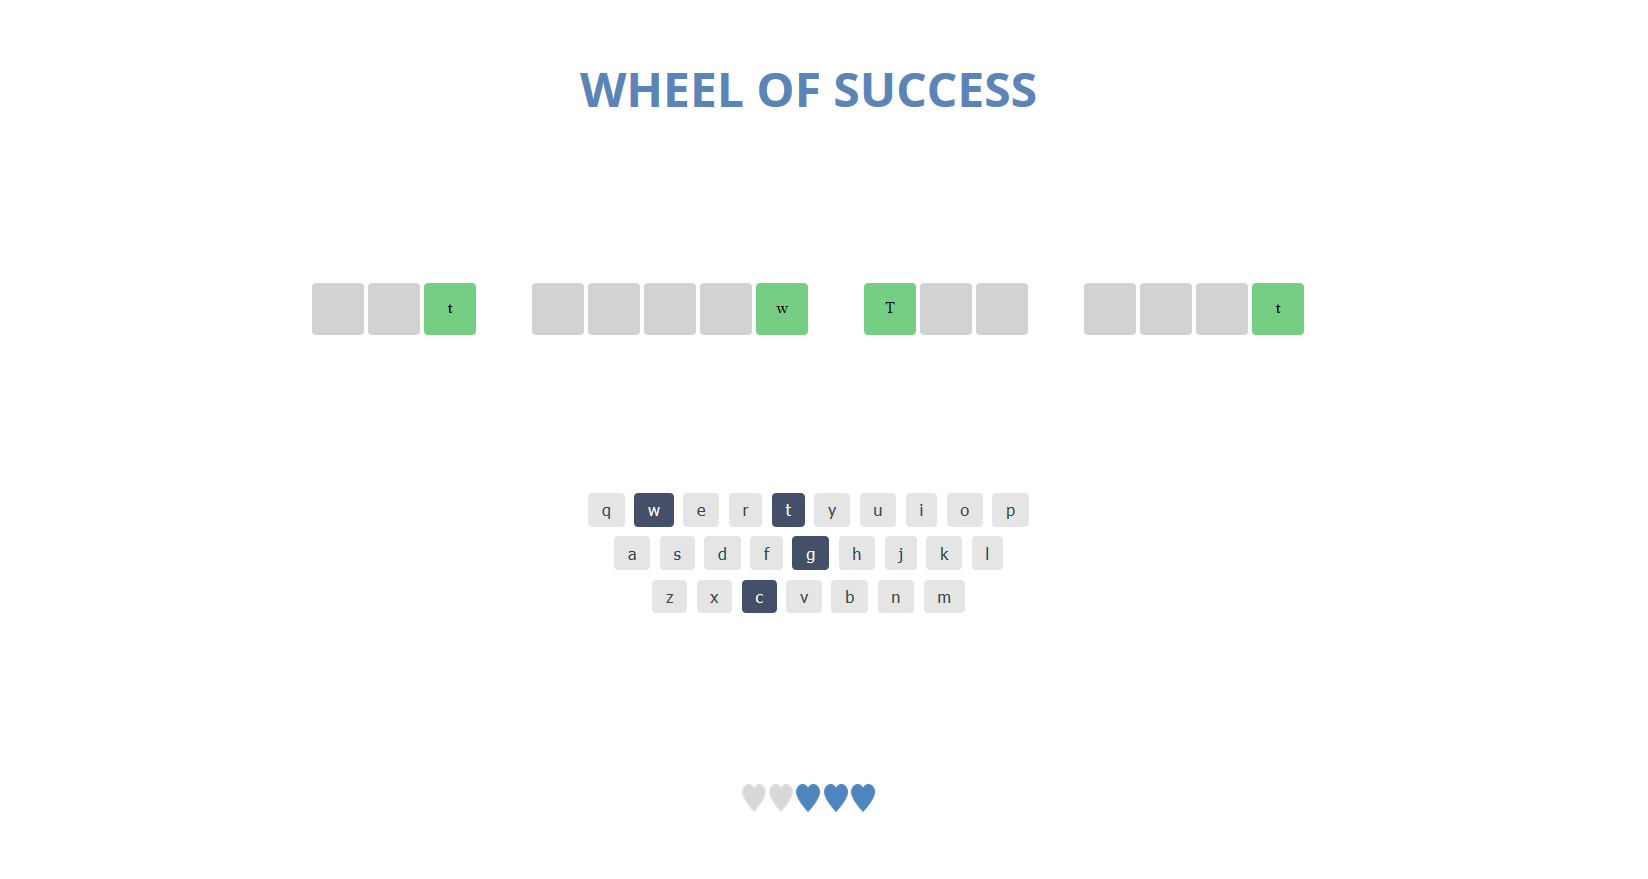 WHEEL OF SUCCESS
t w T t
q w e r t y u i o p
a s d f g h j k l
z x c v b n m